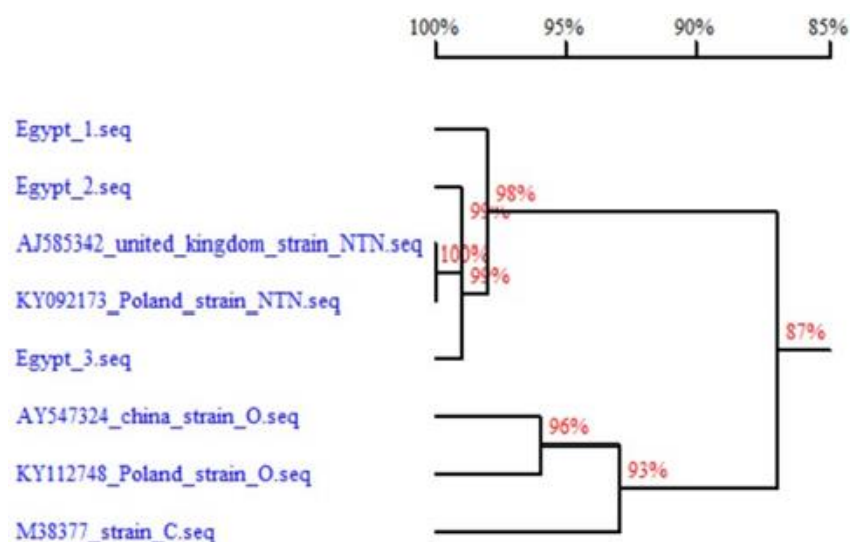 100% 95% 90% 85%
Egypt_1.seq
Egypt_2.seq
98%
99%
AJ585342_united_kingdom_strain_NTN.seq
100%
99%
KY092173_Poland_strain_NTN.seq
87%
Egypt_3.seq
AY547324_china_strain_O.seq
96%
KY112748_Poland_strain_O.seq
93%
M38377_strain_C.seq